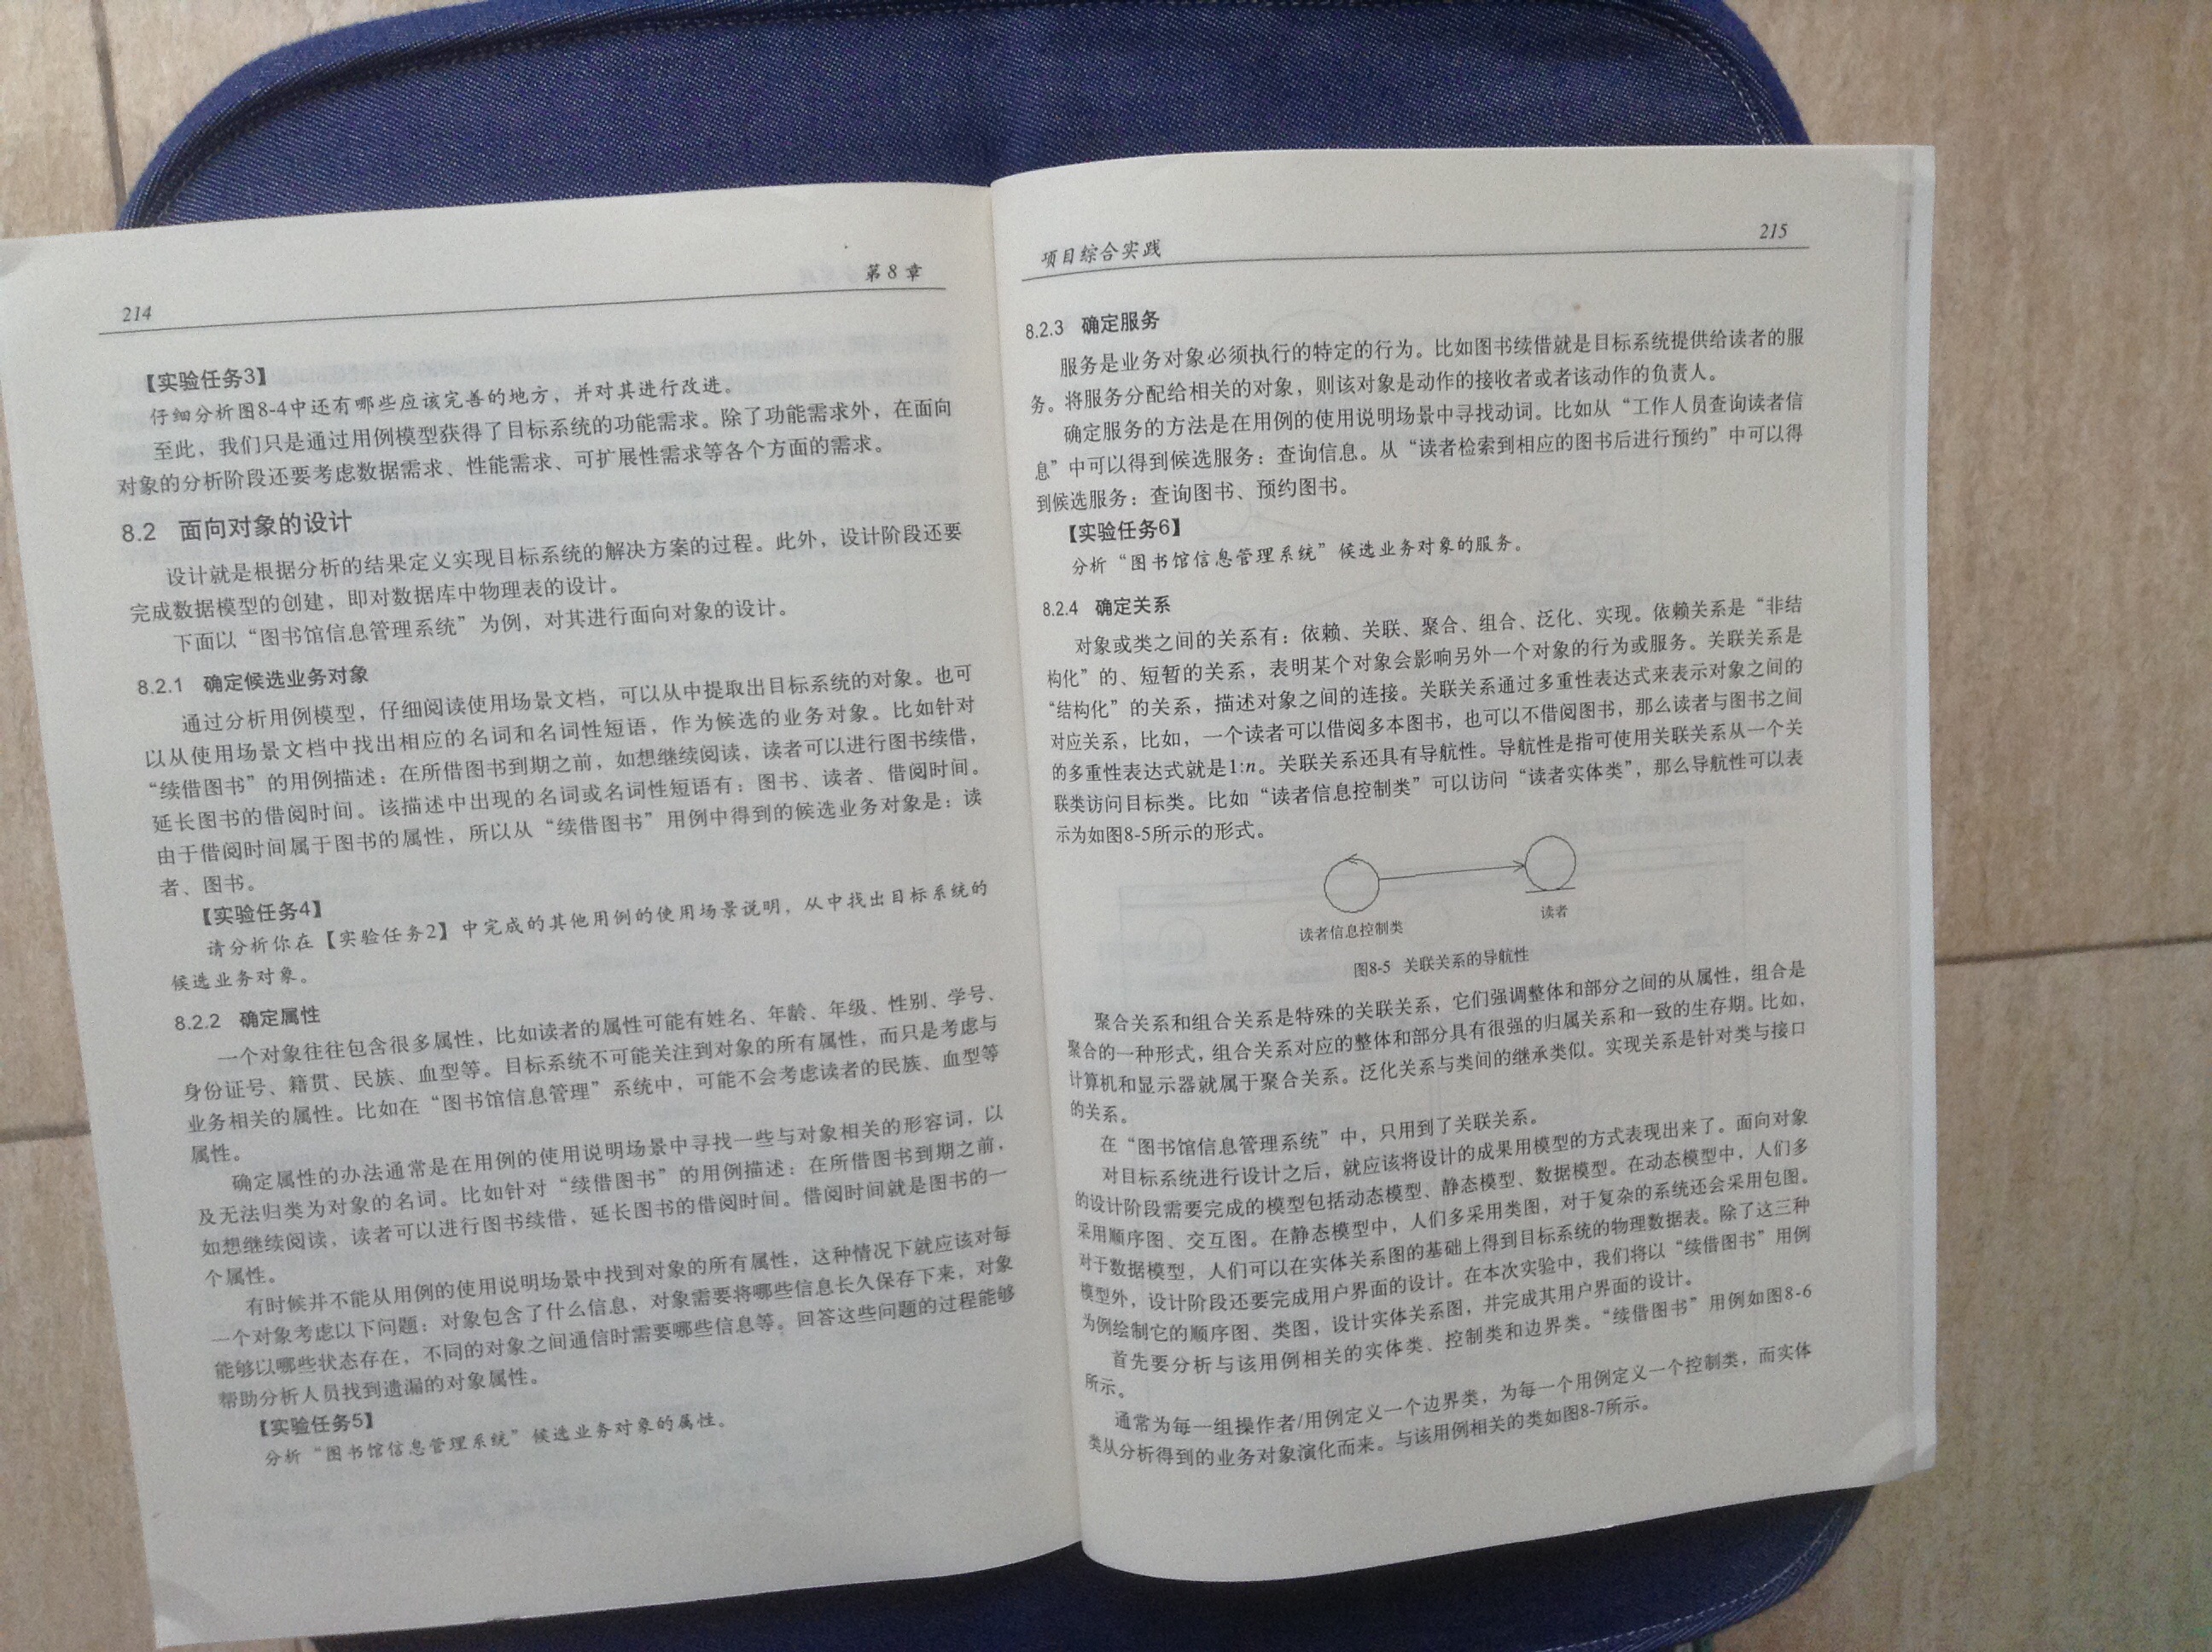 214
第8章
【实验任务3】
仔细分析图8-4中还有哪些应该完善的地方，并对其进行改进。
至此，我们只是通过用例模型获得了目标系统的功能需求。除了功能需求外，在面向
对象的分析阶段还要考虑数据需求、性能需求、可扩展性需求等各个方面的需求。
8.2 面向对象的设计
设计就是根据分析的结果定义实现目标系统的解决方案的过程。此外，设计阶段还要
完成数据模型的创建，即对数据库中物理表的设计。
下面以“图书馆信息管理系统”为例，对其进行面向对象的设计。
8.2.1 确定候选业务对象
通过分析用例模型，仔细阅读使用场景文档，可以从中提取出目标系统的对象。也可
以从使用场景文档中找出相应的名词和名词性短语，作为候选的业务对象。比如针对
“续借图书”的用例描述：在所借图书到期之前，如想继续阅读，读者可以进行图书续借，
延长图书的借阅时间。该描述中出现的名词或名词性短语有：图书、读者、借阅时间。
由于借阅时间属于图书的属性，所以从“续借图书”用例中得到的候选业务对象是：读
者、图书。
【实验任务4】
请分析你在【实验任务2】中完成的其他用例的使用场景说明，从中找出目标系统的
候选业务对象。
8.2.2 确定属性
一个对象往往包含很多属性，比如读者的属性可能有姓名、年龄、年级、性别、学号、
身份证号、籍贯、民族、血型等。目标系统不可能关注到对象的所有属性，而只是考虑与
业务相关的属性。比如在“图书馆信息管理”系统中，可能不会考虑读者的民族、血型等
属性。
确定属性的办法通常是在用例的使用说明场景中寻找一些与对象相关的形容词，以
及无法归类为对象的名词。比如针对“续借图书”的用例描述：在所借图书到期之前，
如想继续阅读，读者可以进行图书续借，延长图书的借阅时间。借阅时间就是图书的一
个属性。
有时候并不能从用例的使用说明场景中找到对象的所有属性，这种情况下就应该对每
一个对象考虑以下问题：对象包含了什么信息，对象需要将哪些信息长久保存下来，对象
能够以哪些状态存在，不同的对象之间通信时需要哪些信息等。回答这些问题的过程能够
帮助分析人员找到遗漏的对象属性。
【实验任务5】
分析“图书馆信息管理系统”候选业务对象的属性。
项目综合实践
215
8.2.3 确定服务
服务是业务对象必须执行的特定的行为。比如图书续借就是目标系统提供给读者的服
务。将服务分配给相关的对象，则该对象是动作的接收者或者该动作的负责人。
确定服务的方法是在用例的使用说明场景中寻找动词。比如从“工作人员查询读者信
息”中可以得到候选服务：查询信息。从“读者检索到相应的图书后进行预约”中可以得
到候选服务：查询图书、预约图书。
【实验任务6】
分析“图书馆信息管理系统”候选业务对象的服务。
8.2.4 确定关系
对象或类之间的关系有：依赖、关联、聚合、组合、泛化、实现。依赖关系是“非结
构化”的、短暂的关系，表明某个对象会影响另外一个对象的行为或服务。关联关系是
“结构化”的关系，描述对象之间的连接。关联关系通过多重性表达式来表示对象之间的
对应关系，比如，一个读者可以借阅多本图书，也可以不借阅图书，那么读者与图书之间
的多重性表达式就是1:n。关联关系还具有导航性。导航性是指可使用关联关系从一个关
联类访问目标类。比如“读者信息控制类”可以访问“读者实体类”，那么导航性可以表
示为如图8-5所示的形式。
读者信息控制类
读者
图8-5 关联关系的导航性
聚合关系和组合关系是特殊的关联关系，它们强调整体和部分之间的从属性，组合是
聚合的一种形式，组合关系对应的整体和部分具有很强的归属关系和一致的生存期。比如，
计算机和显示器就属于聚合关系。泛化关系与类间的继承类似。实现关系是针对类与接口
的关系。
在“图书馆信息管理系统”中，只用到了关联关系。
对目标系统进行设计之后，就应该将设计的成果用模型的方式表现出来了。面向对象
的设计阶段需要完成的模型包括动态模型、静态模型、数据模型。在动态模型中，人们多
采用顺序图、交互图。在静态模型中，人们多采用类图，对于复杂的系统还会采用包图。
对于数据模型，人们可以在实体关系图的基础上得到目标系统的物理数据表。除了这三种
模型外，设计阶段还要完成用户界面的设计。在本次实验中，我们将以“续借图书”用例
为例绘制它的顺序图、类图，设计实体关系图，并完成其用户界面的设计。
首先要分析与该用例相关的实体类、控制类和边界类。“续借图书”用例如图8-6
所示。
通常为每一组操作者/用例定义一个边界类，为每一个用例定义一个控制类，而实体
类从分析得到的业务对象演化而来。与该用例相关的类如图8-7所示。